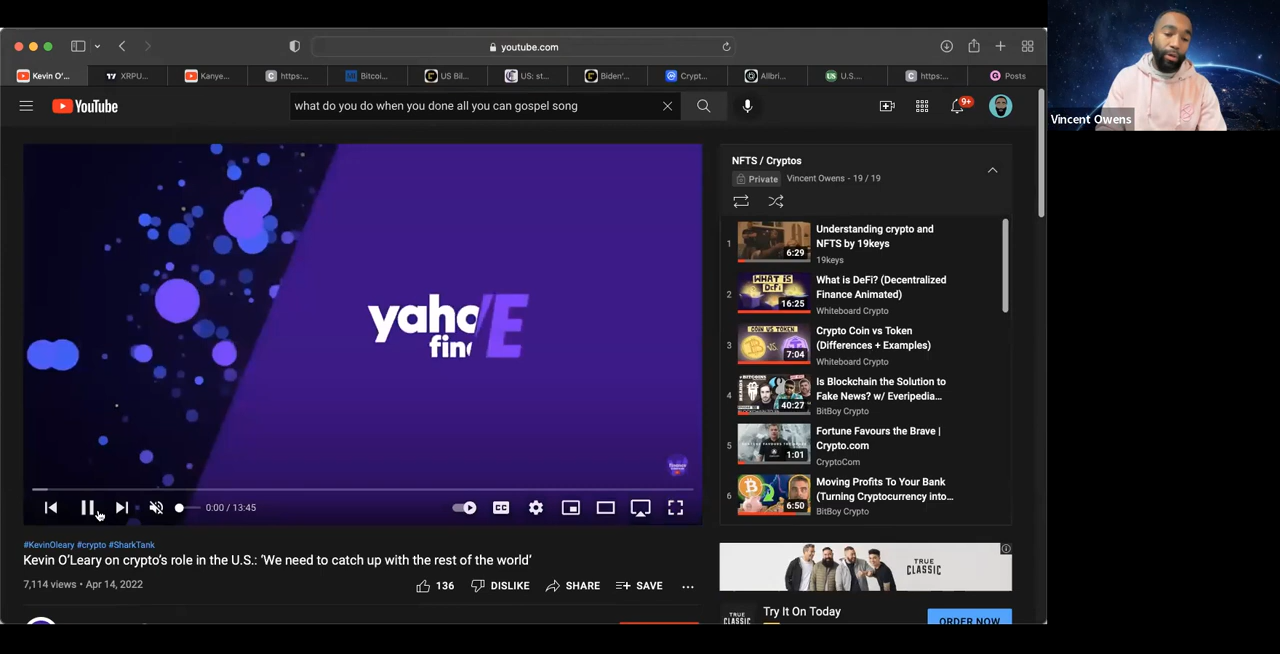 youtube.com
Kevin O'...
XRPU...
Kanye...
https:...
Bitcoi...
US Bil...
US: st...
Biden'...
Crypt...
Allbri...
U.S....
https:...
Posts
YouTube
what do you do when you done all you can gospel song
9+
Vincent Owens
NFTS / Cryptos
Private
Vincent Owens - 19 / 19
1
6:29
Understanding crypto and
NFTS by 19keys
19keys
2
WHAT IS
DeFi?
16:25
What is DeFi? (Decentralized
Finance Animated)
Whiteboard Crypto
3
COIN VS TOKEN
VS
7:04
Crypto Coin vs Token
(Differences + Examples)
Whiteboard Crypto
4
40:27
Is Blockchain the Solution to
Fake News? w/ Everipedia...
BitBoy Crypto
5
1:01
Fortune Favours the Brave |
Crypto.com
CryptoCom
6
6:50
Moving Profits To Your Bank
(Turning Cryptocurrency into...
BitBoy Crypto
0:00 / 13:45
CC
#KevinOleary #crypto #SharkTank
Kevin O'Leary on crypto's role in the U.S.: 'We need to catch up with the rest of the world'
7,114 views • Apr 14, 2022
136
DISLIKE
SHARE
SAVE
TRUE
CLASSIC
TRUE
CLASSIC
Try It On Today
ORDER NOW